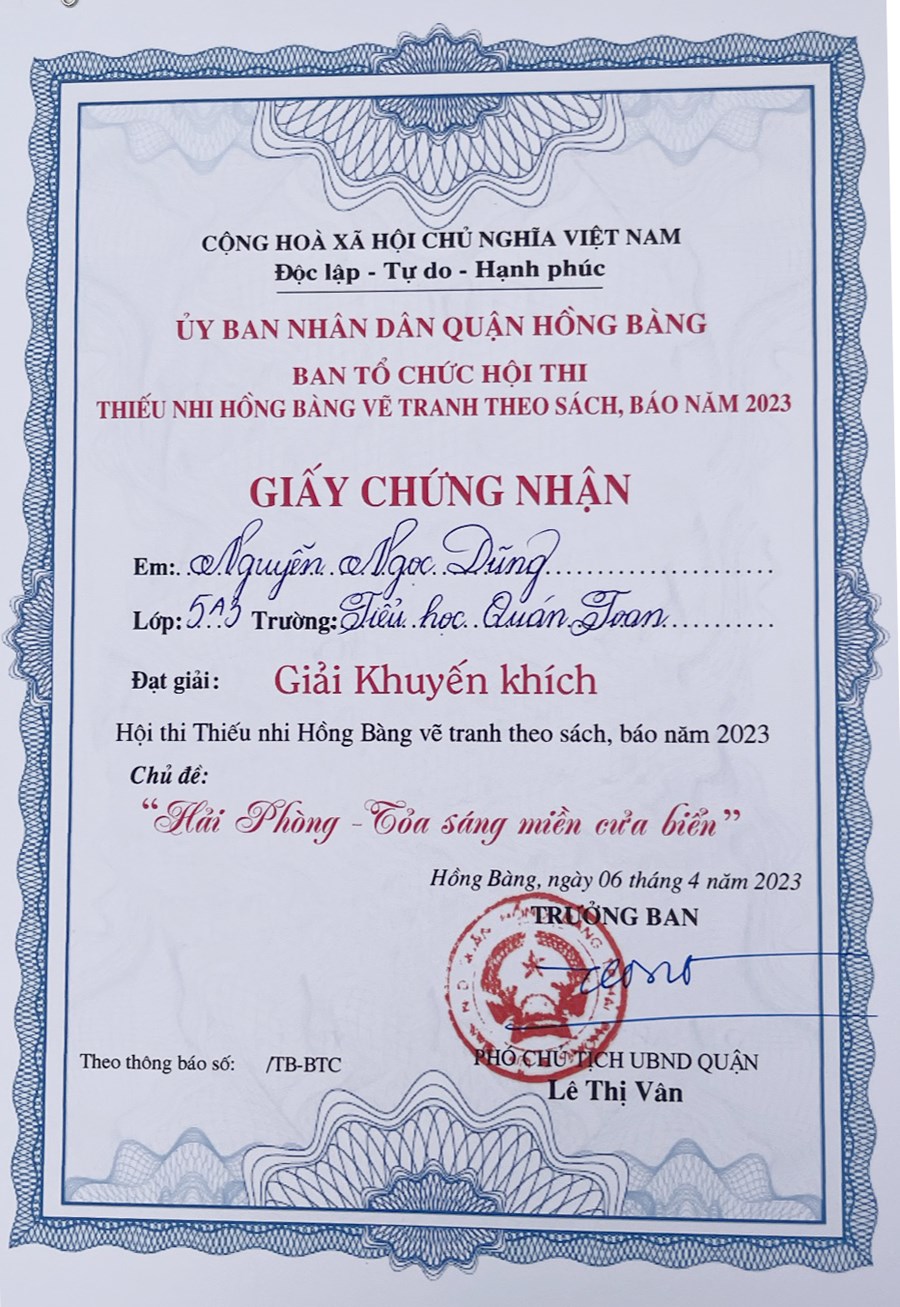 CỘNG HOÀ XÃ HỘI CHỦ NGHĨA VIỆT NAM
Độc lập - Tự do - Hạnh phúc
ỦY BAN NHÂN DÂN QUẬN HỒNG BÀNG
BAN TỔ CHỨC HỘI THI
THIẾU NHI HỒNG BÀNG VẼ TRANH THEO SÁCH, BÁO NĂM 2023
GIẤY CHỨNG NHẬN
Em: Nguyễn Ngọc Dũng
Lớp: 5A3 Trường: Tiểu học Quán Toan
Đạt giải: Giải Khuyến khích
Hội thi Thiếu nhi Hồng Bàng vẽ tranh theo sách, báo năm 2023
Chủ đề:
“Hải Phòng - Tỏa sáng miền cửa biển”
Hồng Bàng, ngày 06 tháng 4 năm 2023
TRƯỞNG BAN
Theo thông báo số: /TB-BTC
PHÓ CHỦ TỊCH UBND QUẬN
Lê Thị Vân